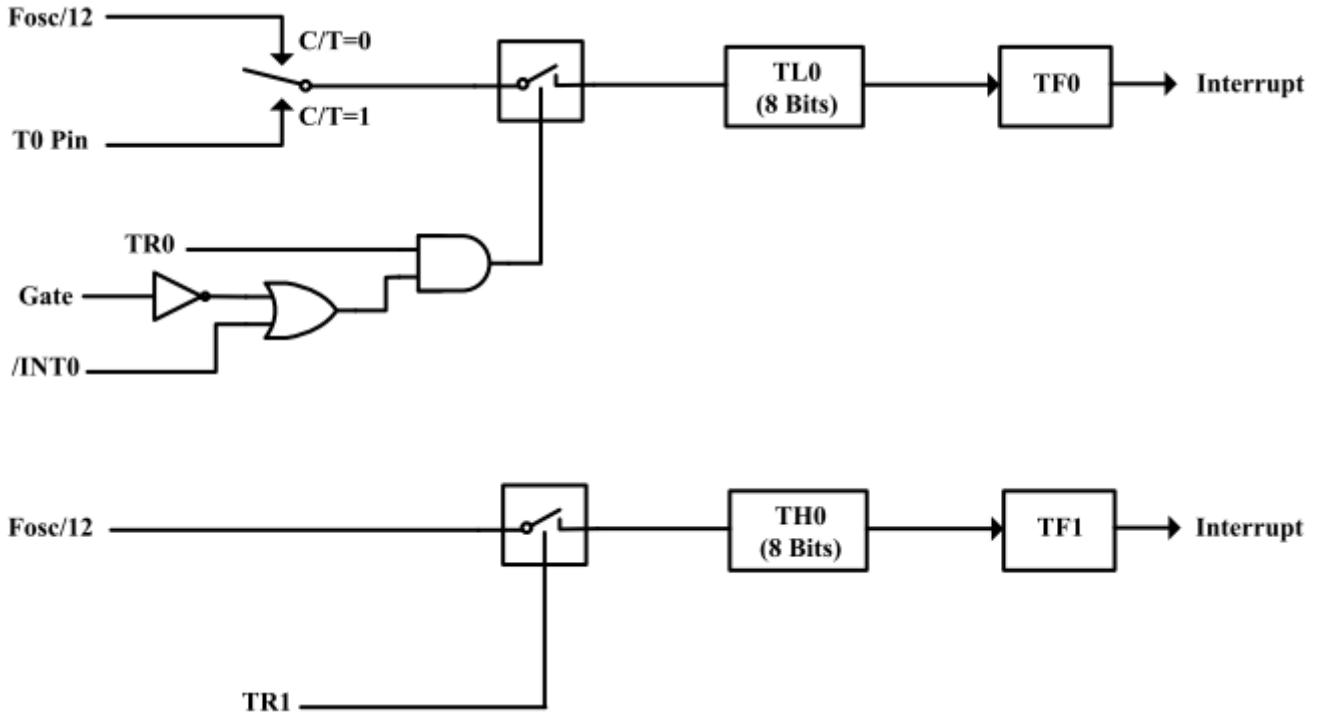 Fosc/12
C/T=0
C/T=1
T0 Pin
TL0
(8 Bits)
TF0
Interrupt
TR0
Gate
/INT0
Fosc/12
TH0
(8 Bits)
TF1
Interrupt
TR1